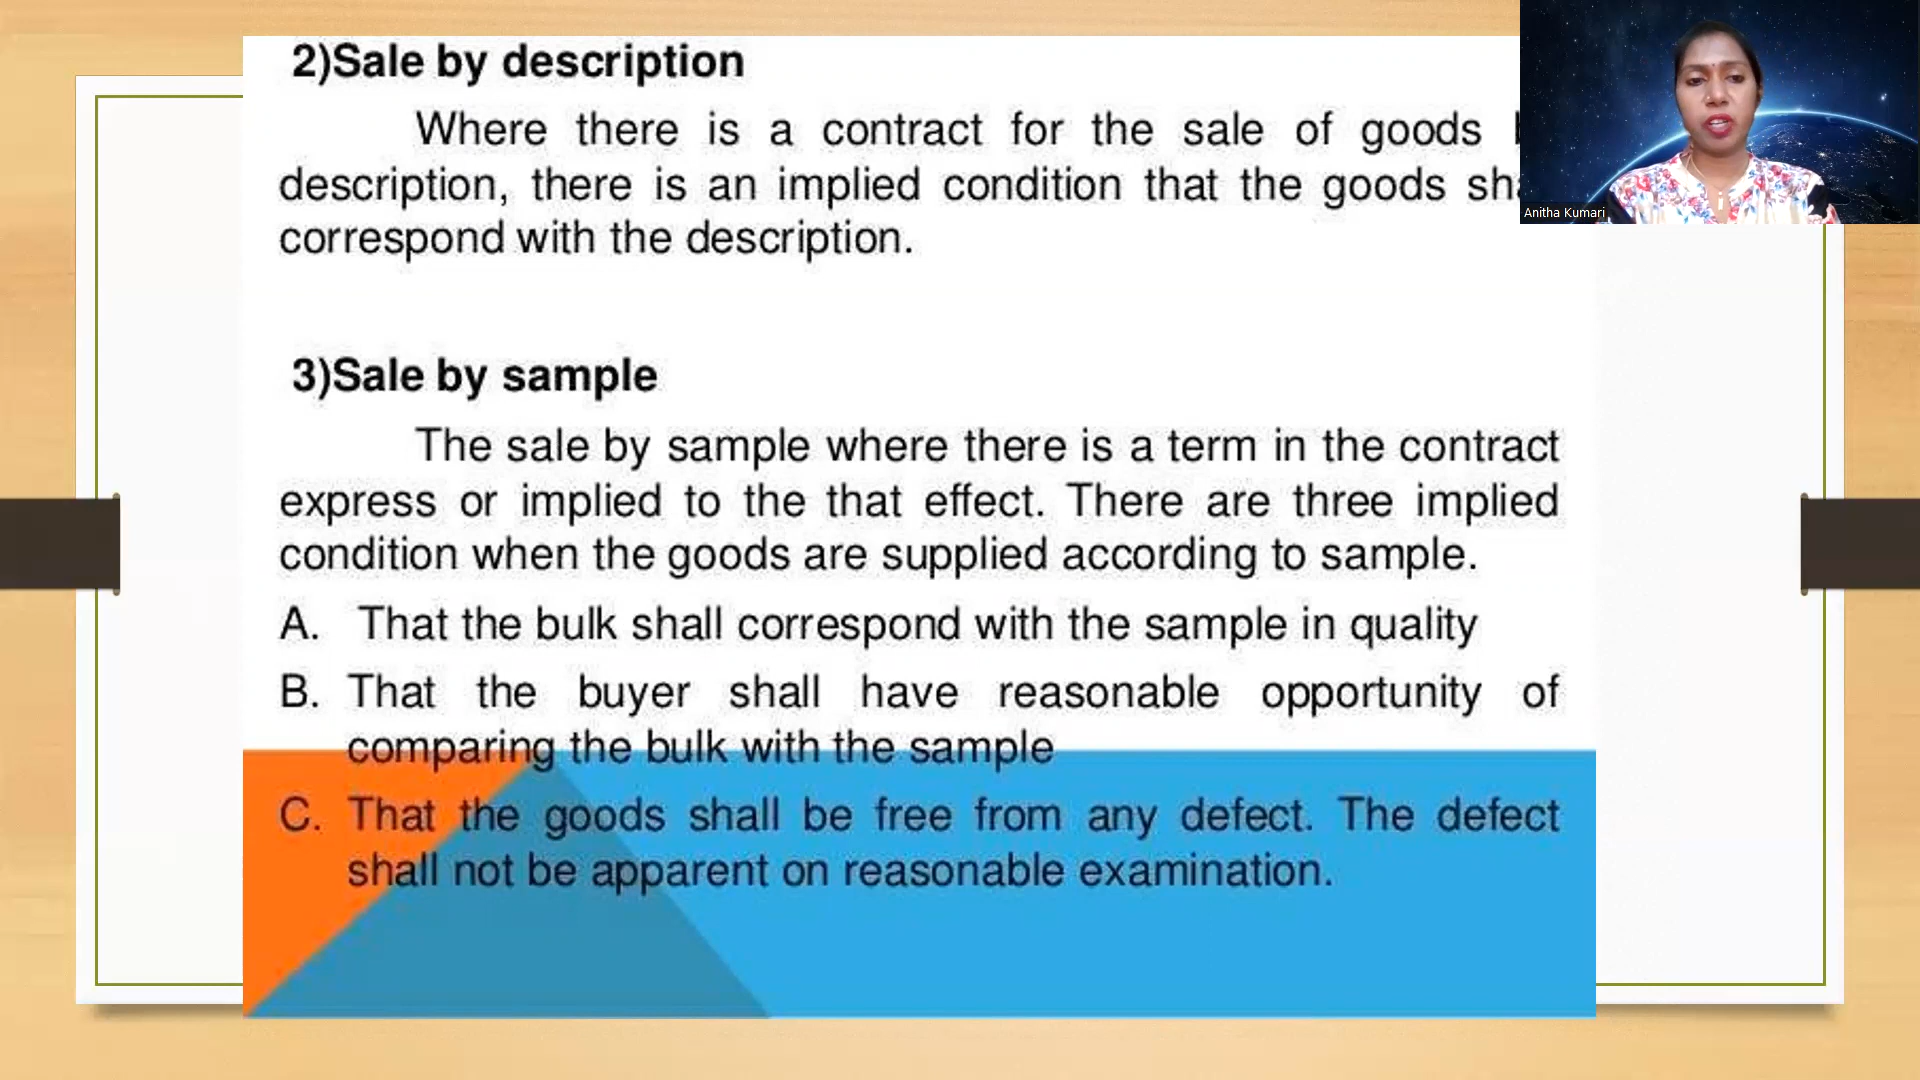 2)Sale by description
Where there is a contract for the sale of goods
description, there is an implied condition that the goods
correspond with the description.
3)Sale by sample
The sale by sample where there is a term in the contract
express or implied to the that effect. There are three implied
condition when the goods are supplied according to sample.
A. That the bulk shall correspond with the sample in quality
B. That the buyer shall have reasonable opportunity of
comparing the bulk with the sample
C. That the goods shall be free from any defect. The defect
shall not be apparent on reasonable examination.
Anitha Kumari